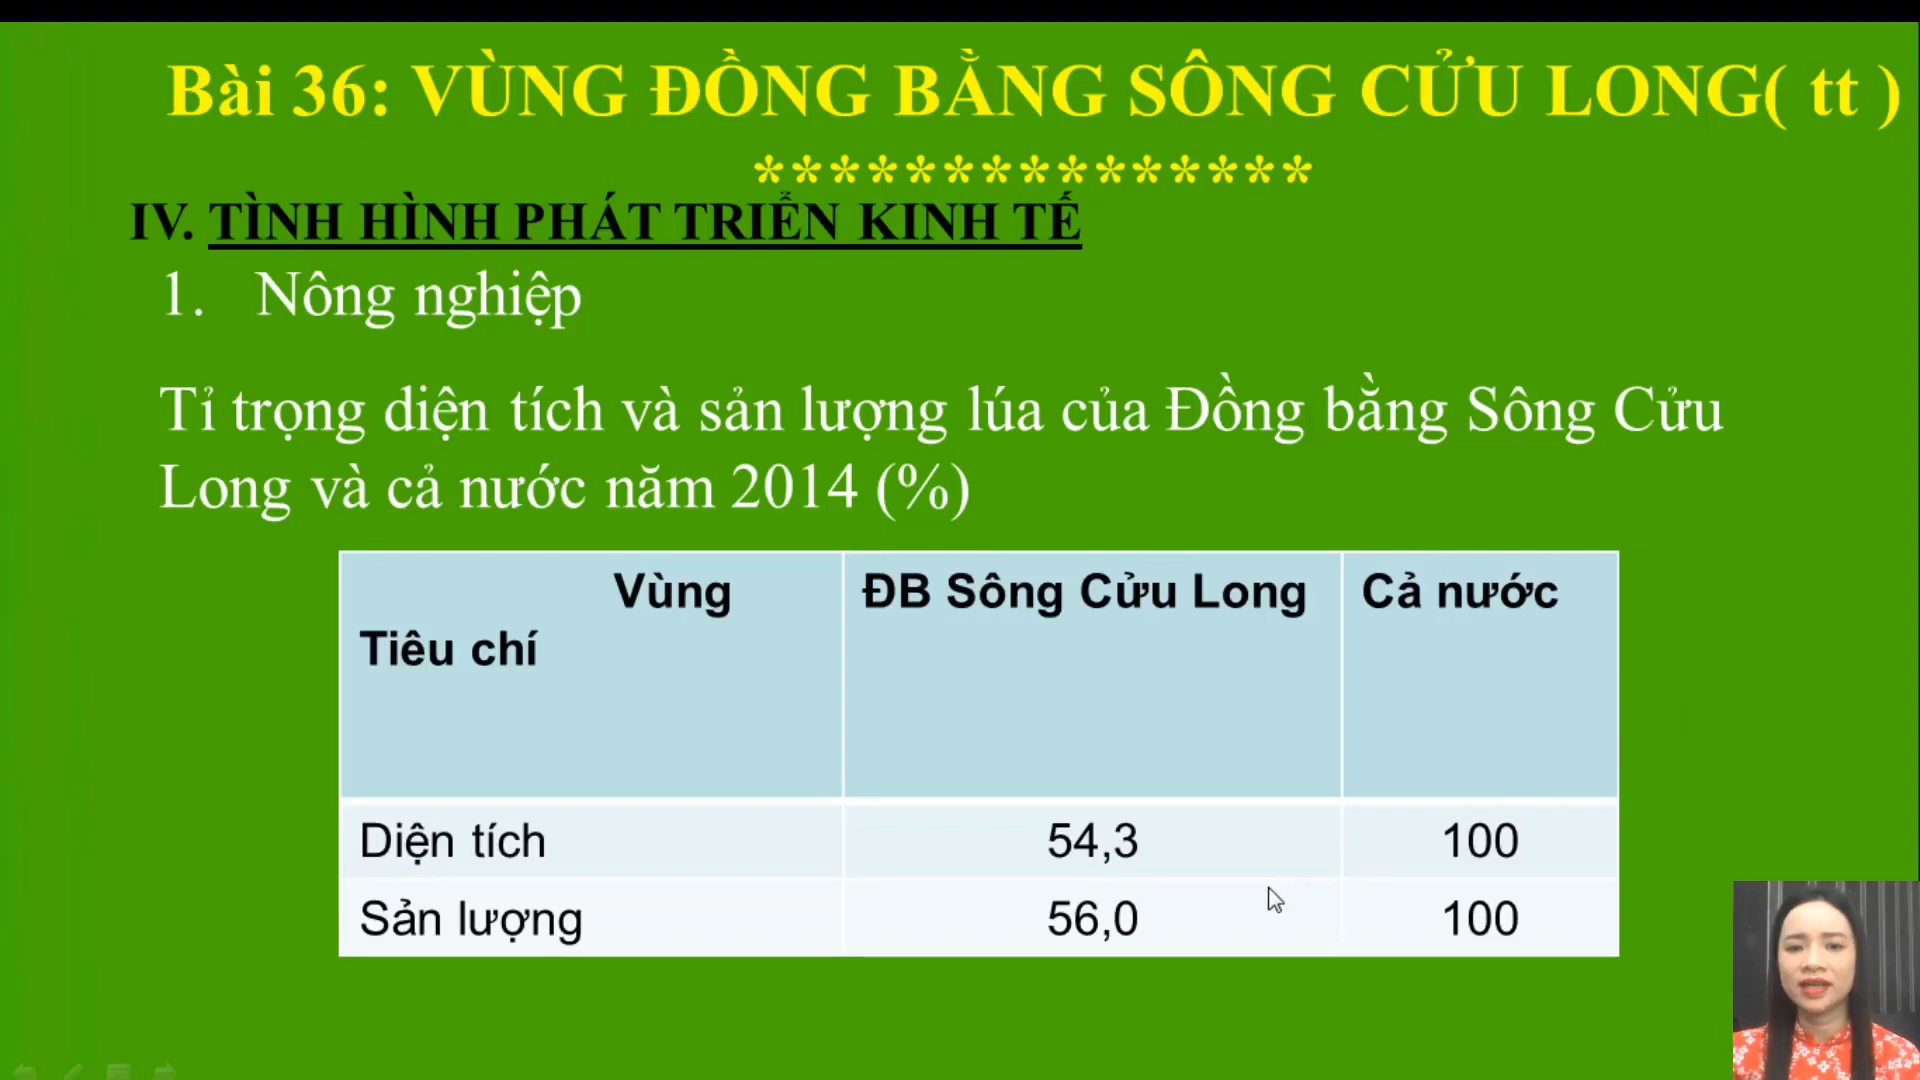 Bài 36: VÙNG ĐỒNG BẰNG SÔNG CỬU LONG( tt )
***************
IV. TÌNH HÌNH PHÁT TRIỂN KINH TẾ
1. Nông nghiệp
Tỉ trọng diện tích và sản lượng lúa của Đồng bằng Sông Cửu
Long và cả nước năm 2014 (%)
Vùng
Tiêu chí
ĐB Sông Cửu Long
Cả nước
Diện tích 54,3 100
Sản lượng 56,0 100